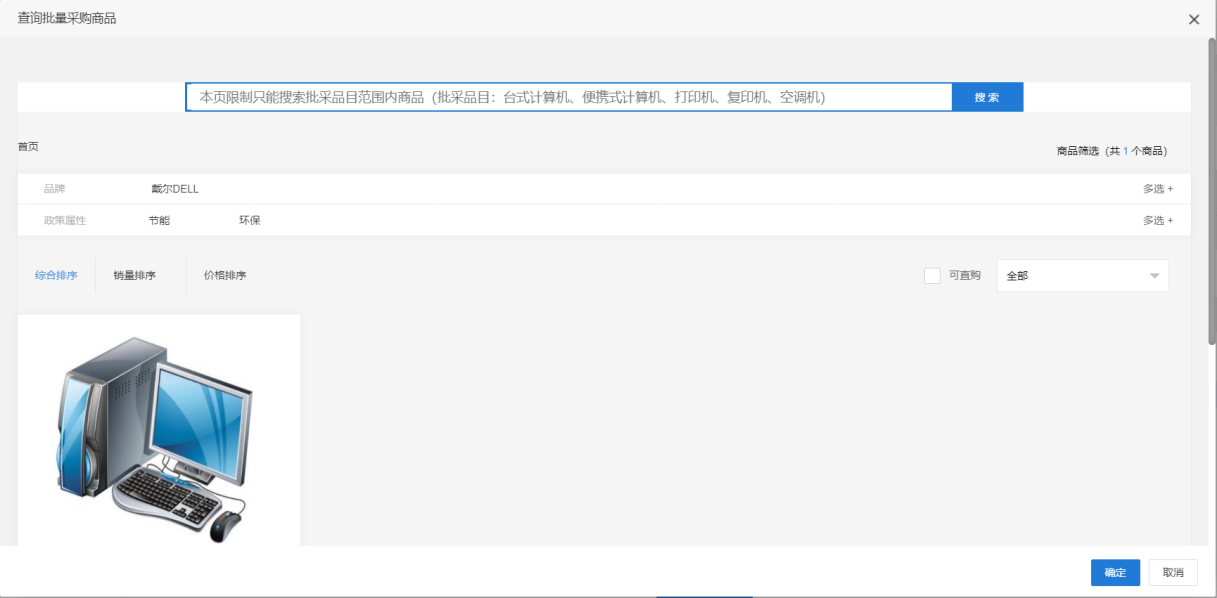 查询批量采购商品
本页限制只能搜索批采品目范围内商品（批采品目：台式计算机、便携式计算机、打印机、复印机、空调机）
搜 索
首页
商品筛选（共 1 个商品）
品牌 戴尔DELL 多选 +
政策属性 节能 环保 多选 +
综合排序 销量排序 价格排序 可直购 全部
确定 取消